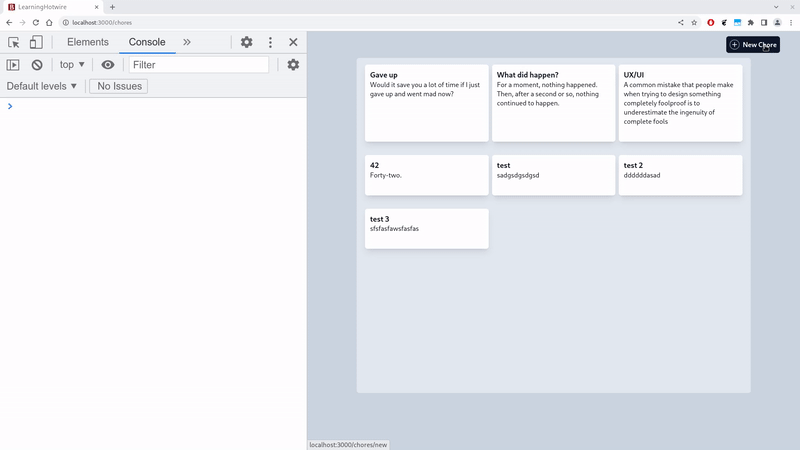 LearningHotwire
localhost:3000/chores
Elements
Console
top
Filter
Default levels
No Issues
New Chore
Gave up
Would it save you a lot of time if I just
gave up and went mad now?
What did happen?
For a moment, nothing happened.
Then, after a second or so, nothing
continued to happen.
UX/UI
A common mistake that people make
when trying to design something
completely foolproof is to
underestimate the ingenuity of
complete fools
42
Forty-two.
test
sadgsdgsdgsd
test 2
ddddddasad
test 3
sfsfasfawsfasfas
localhost:3000/chores/new